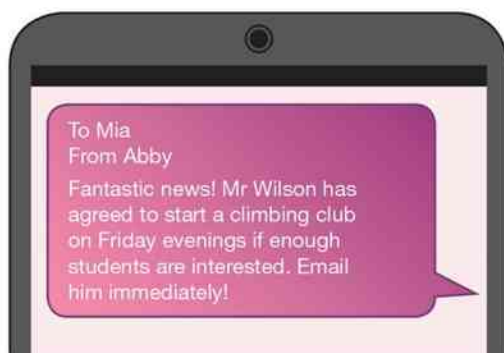 To Mia
From Abby
Fantastic news! Mr Wilson has
agreed to start a climbing club
on Friday evenings if enough
students are interested. Email
him immediately!